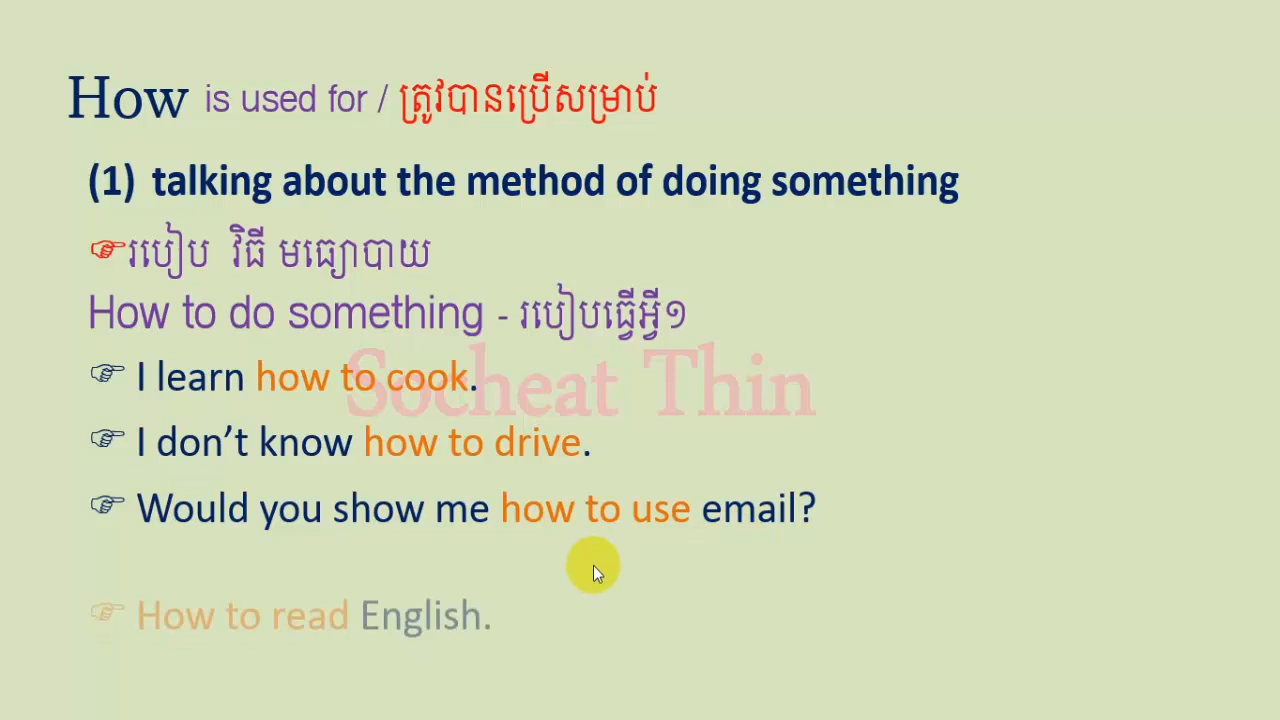 How is used for / ត្រូវបានប្រើសម្រាប់
(1) talking about the method of doing something
☞របៀប វិធី មធ្យោបាយ
How to do something - របៀបធ្វើអ្វី១
☞ I learn how to cook.
Socheat Thin
☞ I don’t know how to drive.
☞ Would you show me how to use email?
☞ How to read English.